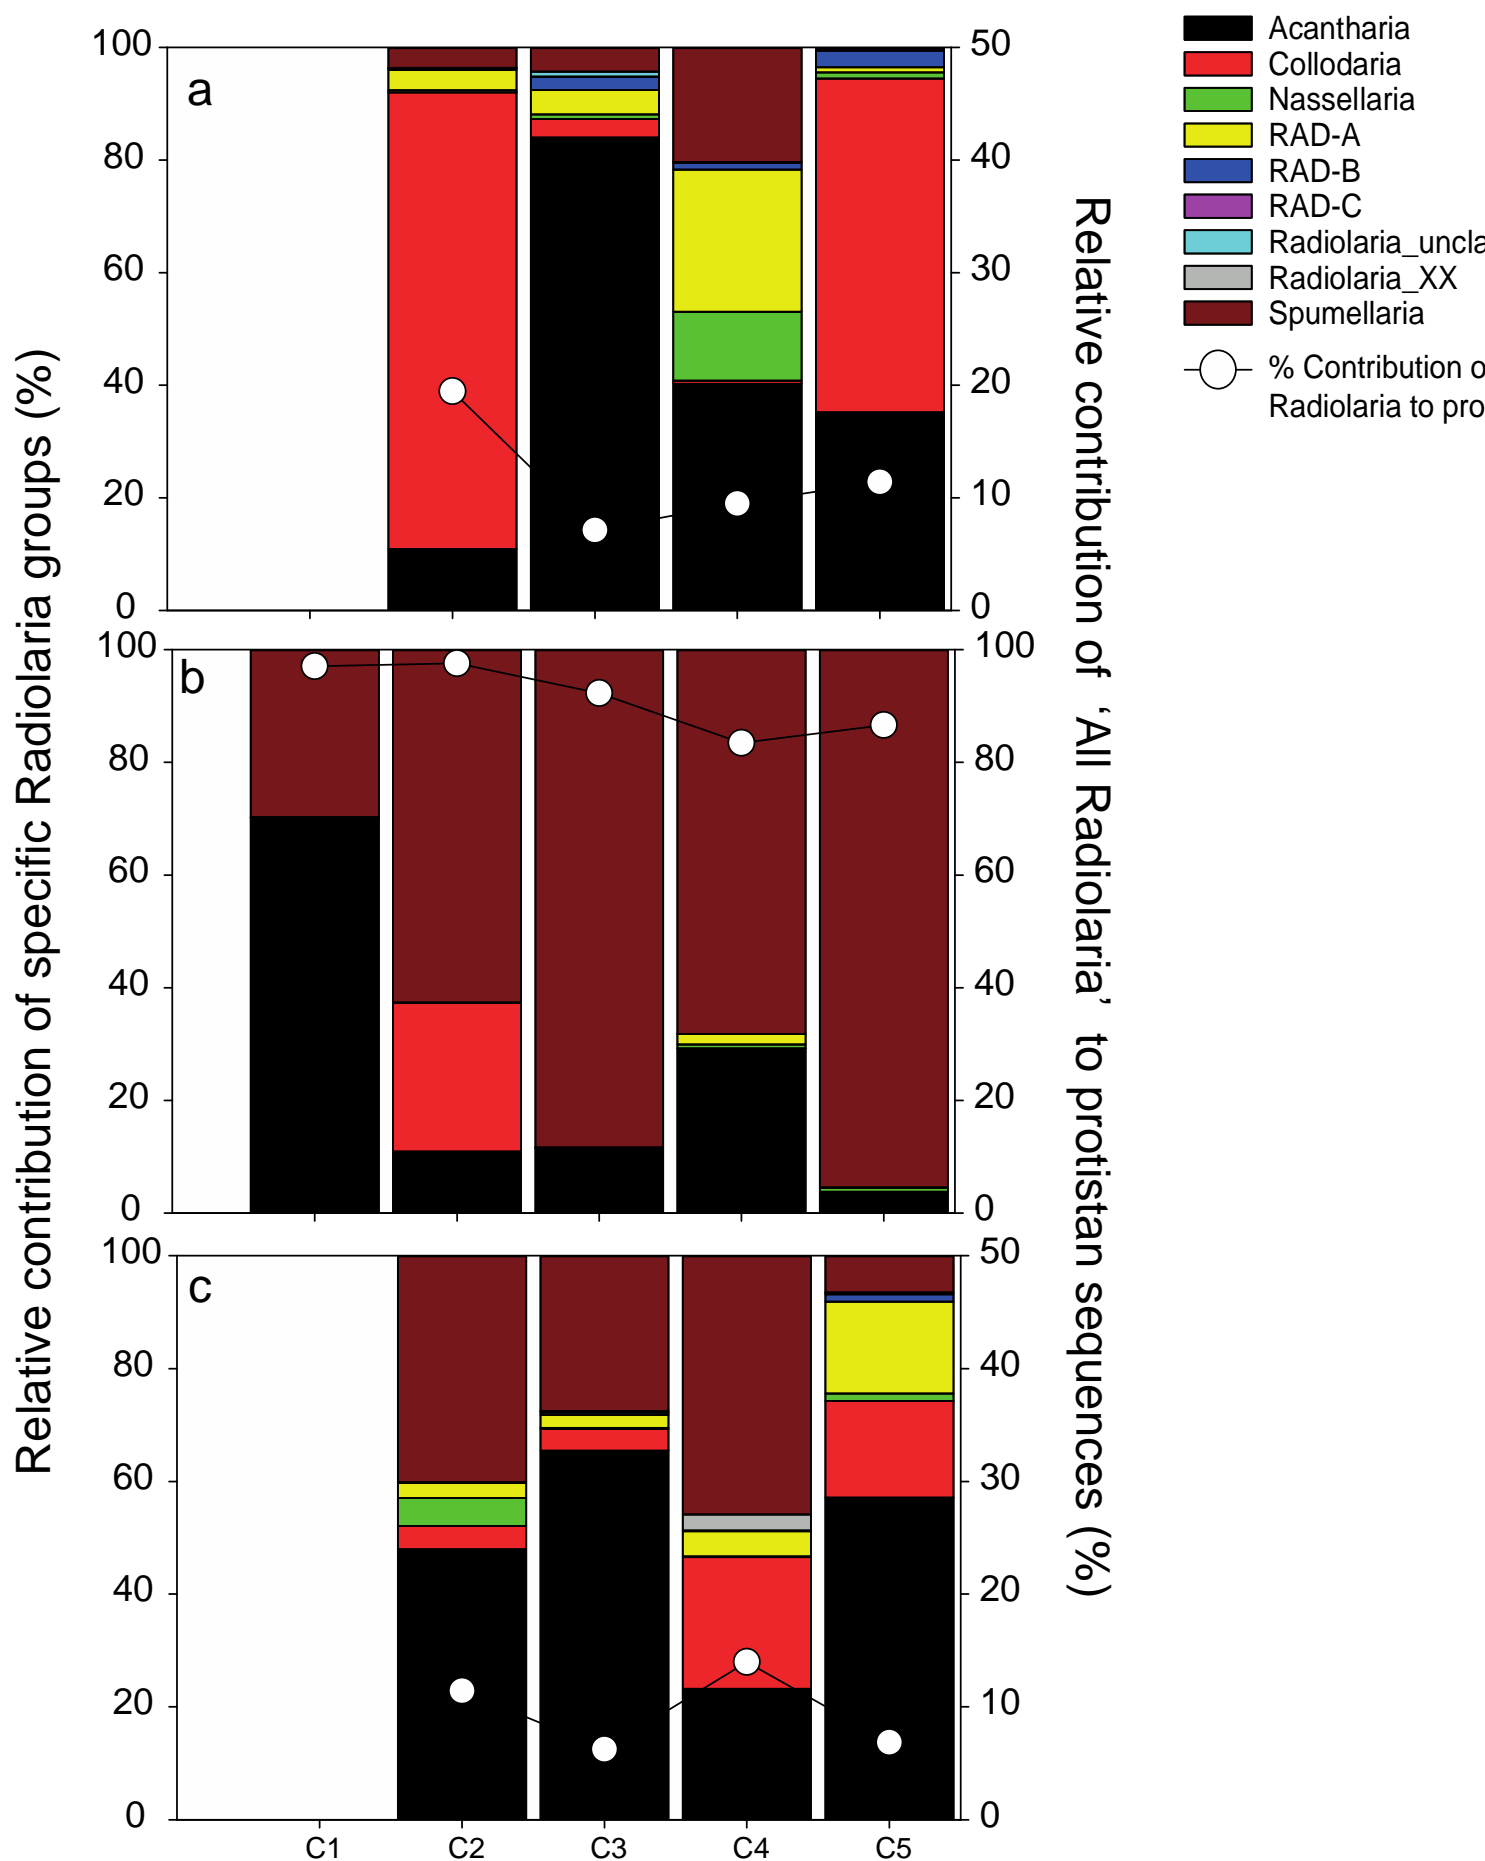 Relative contribution of specific Radiolaria groups (%)
a
100
80
60
40
20
0
50
40
30
20
10
0
b
100
80
60
40
20
0
100
80
60
40
20
0
c
100
80
60
40
20
0
50
40
30
20
10
0
C1 C2 C3 C4 C5
Relative contribution of ‘All Radiolaria’ to protistan sequences (%)
Acantharia
Collodaria
Nassellaria
RAD-A
RAD-B
RAD-C
Radiolaria_uncla
Radiolaria_XX
Spumellaria
% Contribution o
Radiolaria to pro